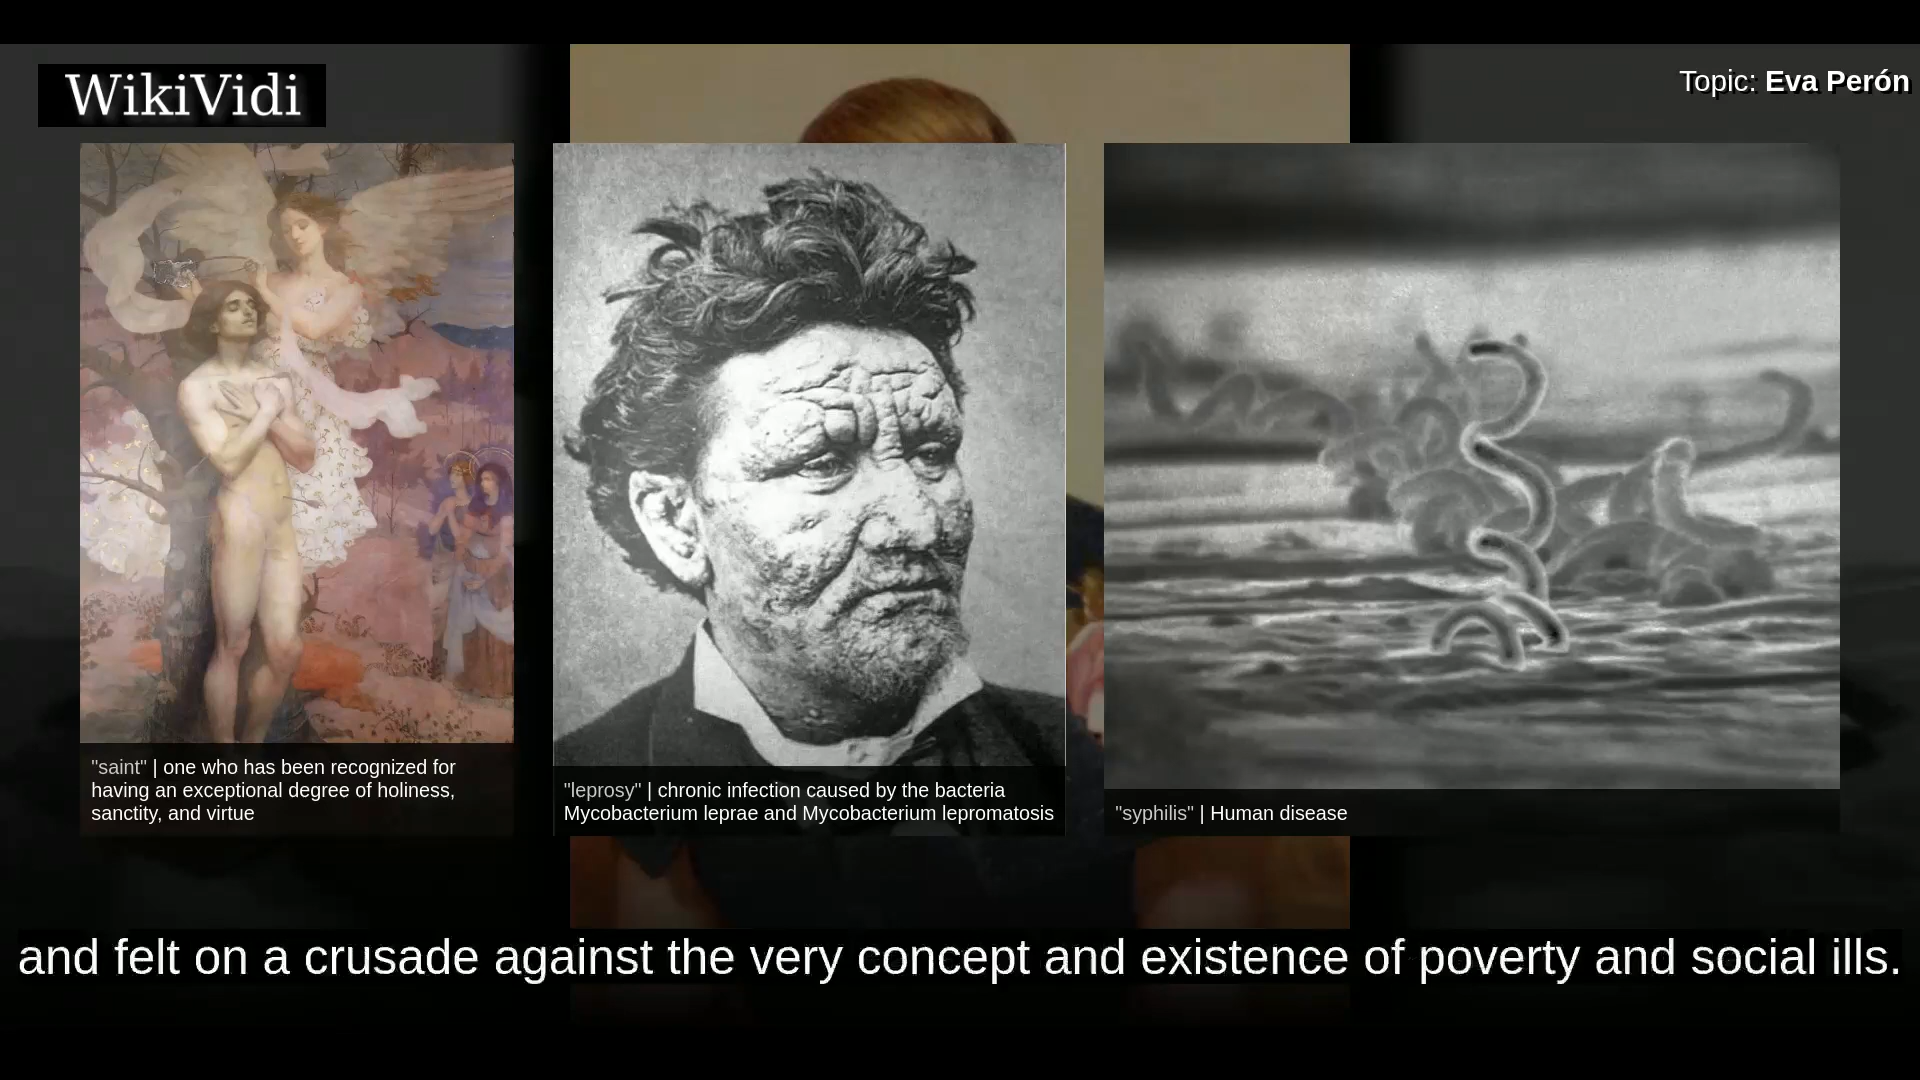 WikiVidi
Topic: Eva Perón
"saint" | one who has been recognized for
having an exceptional degree of holiness,
sanctity, and virtue
"leprosy" | chronic infection caused by the bacteria
Mycobacterium leprae and Mycobacterium lepromatosis
"syphilis" | Human disease
and felt on a crusade against the very concept and existence of poverty and social ills.